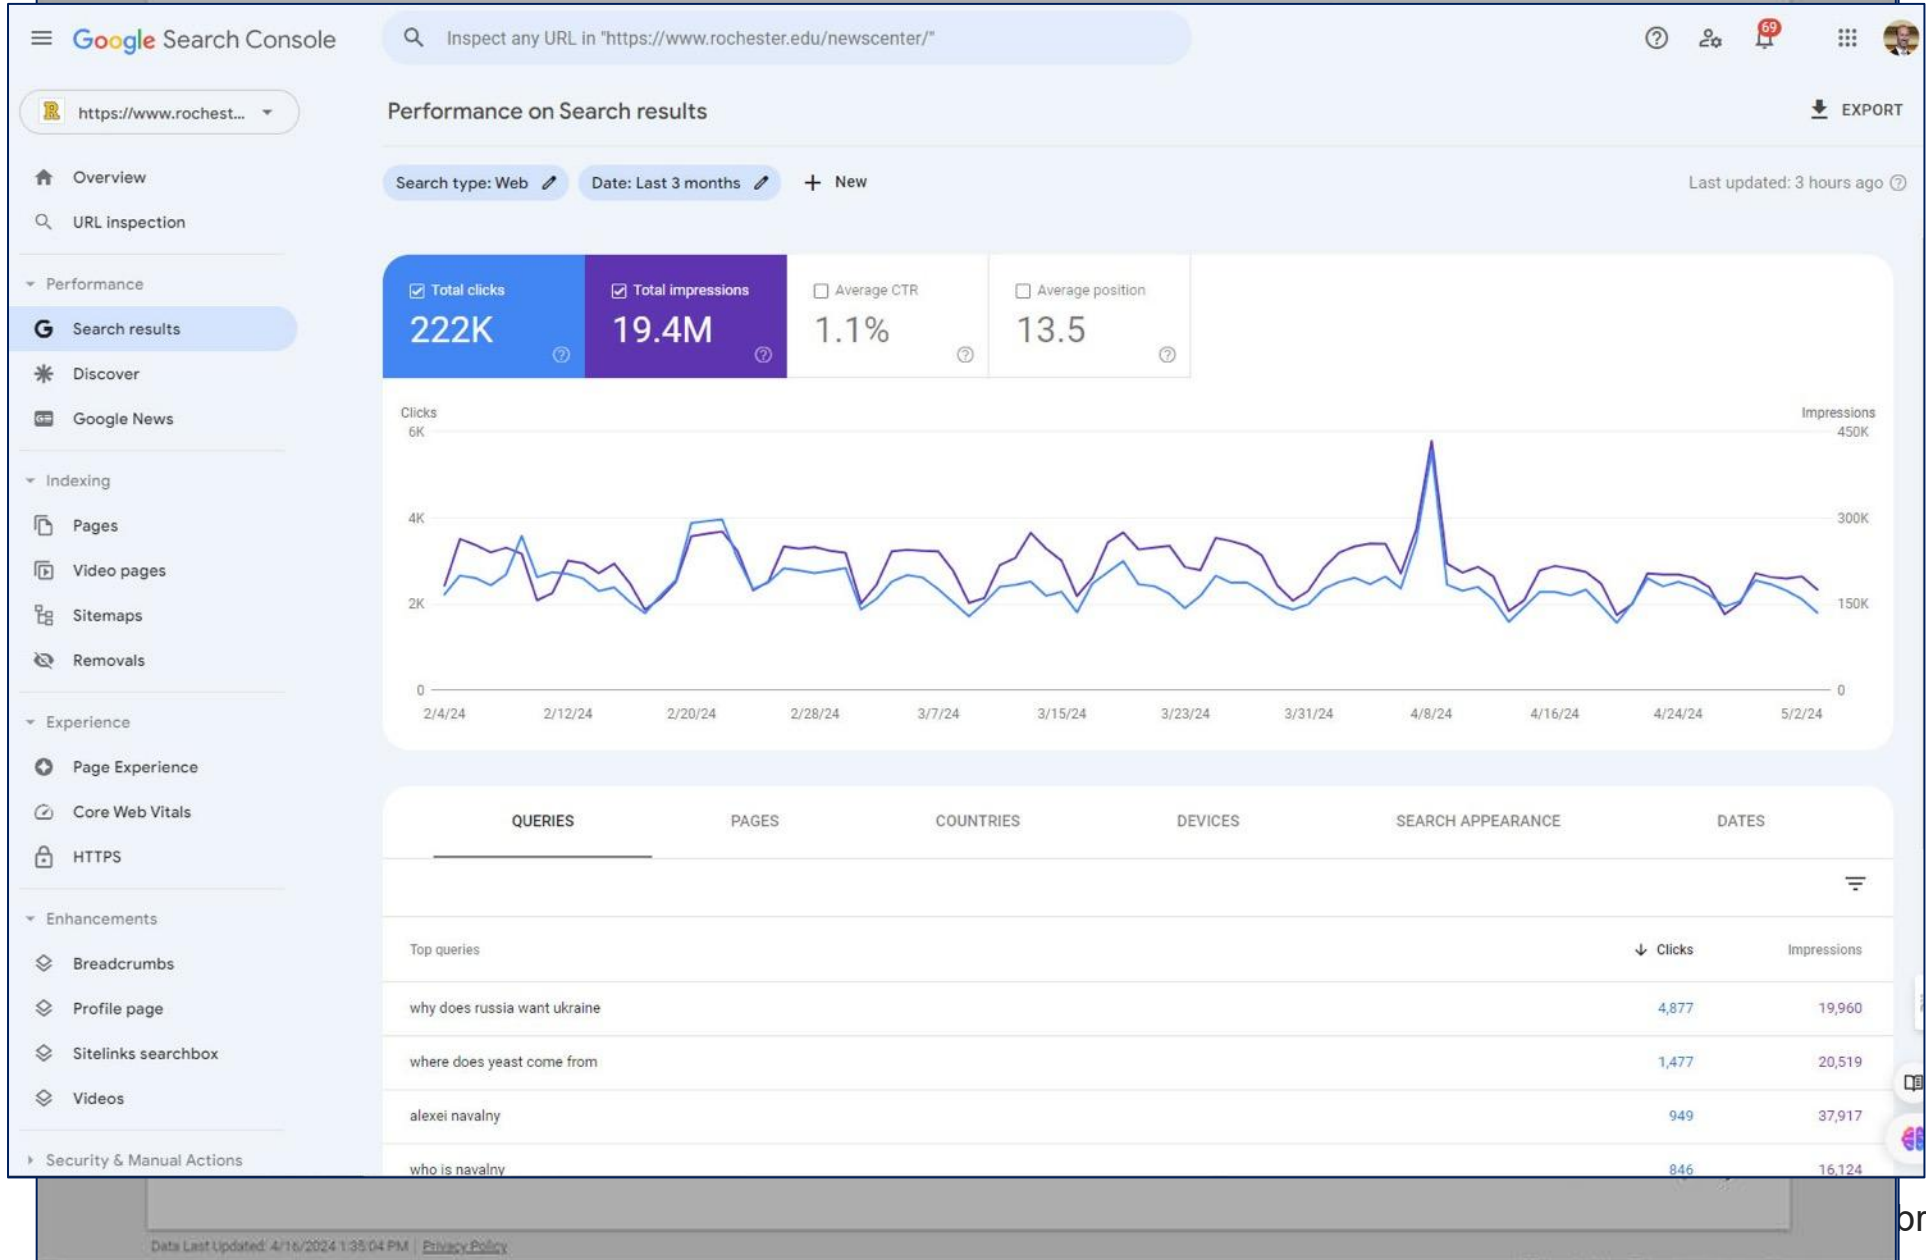 Google Search Console
Inspect any URL in "https://www.rochester.edu/newscenter/"
69
https://www.rochest...
Performance on Search results
EXPORT
Overview
URL inspection
Performance
Search results
Discover
Google News
Indexing
Pages
Video pages
Sitemaps
Removals
Experience
Page Experience
Core Web Vitals
HTTPS
Enhancements
Breadcrumbs
Profile page
Sitelinks searchbox
Videos
Security & Manual Actions
Search type: Web
Date: Last 3 months
+ New
Last updated: 3 hours ago
Total clicks
222K
Total impressions
19.4M
Average CTR
1.1%
Average position
13.5
Clicks
Impressions
6K
450K
4K
300K
2K
150K
0
0
2/4/24 2/12/24 2/20/24 2/28/24 3/7/24 3/15/24 3/23/24 3/31/24 4/8/24 4/16/24 4/24/24 5/2/24
QUERIES PAGES COUNTRIES DEVICES SEARCH APPEARANCE DATES
Top queries Clicks Impressions
why does russia want ukraine 4,877 19,960
where does yeast come from 1,477 20,519
alexei navalny 949 37,917
who is navalny 846 16,124
Data Last Updated: 4/16/2024 1:35:04 PM | Privacy Policy